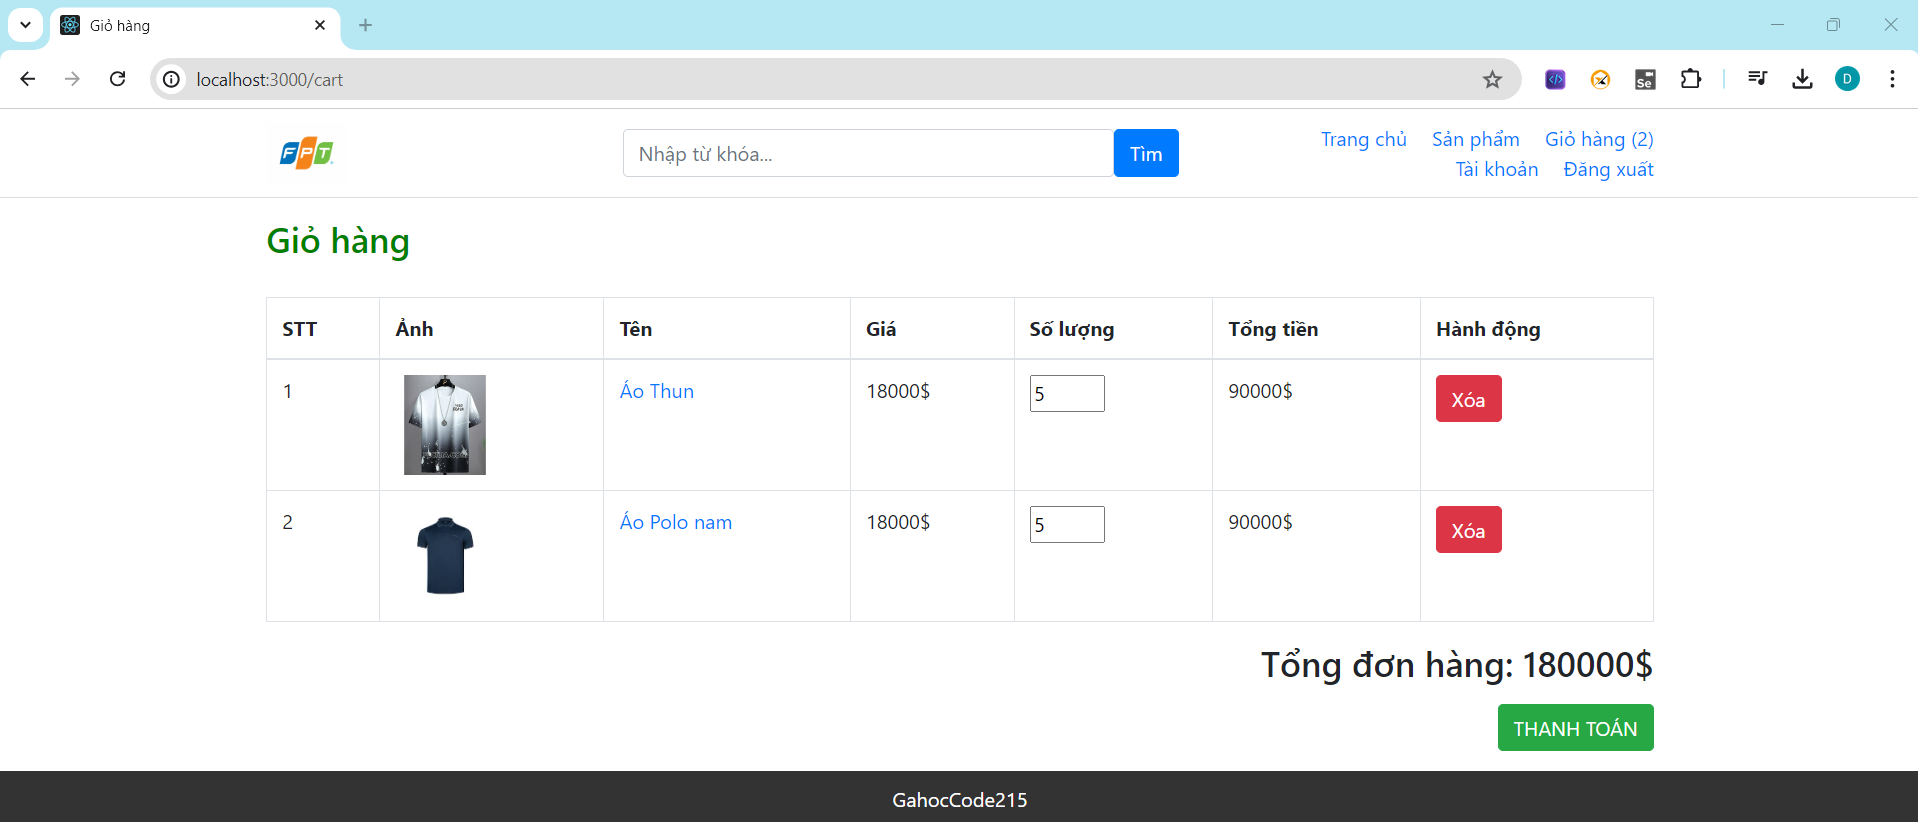 Giỏ hàng
localhost:3000/cart
Se
D
FPT
Nhập từ khóa...
Tìm
Trang chủ Sản phẩm Giỏ hàng (2)
Tài khoản Đăng xuất
Giỏ hàng
STT Ảnh Tên Giá Số lượng Tổng tiền Hành động
1 Áo Thun 18000$ 5 90000$ Xóa
2 Áo Polo nam 18000$ 5 90000$ Xóa
Tổng đơn hàng: 180000$
THANH TOÁN
GahocCode215